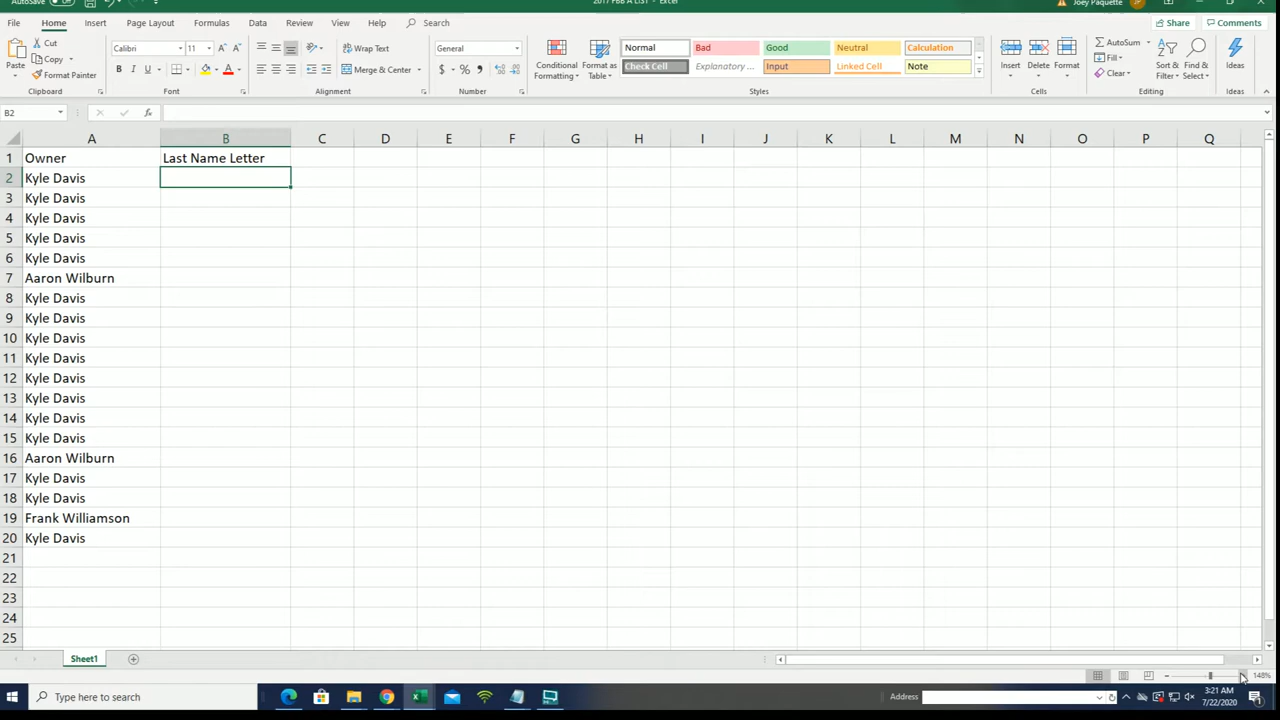 AutoSave Off 2017 PBB A LIST - Excel Joey Paquette JP
File Home Insert Page Layout Formulas Data Review View Help Search Share Comments
Paste Cut Copy Format Painter Clipboard
Calibri 11 B I U A A Font
Wrap Text Merge & Center Alignment
General $ % Number
Conditional Formatting Format as Table
Normal Bad Good Neutral Calculation
Check Cell Explanatory ... Input Linked Cell Note
Styles
Insert Delete Format Cells
AutoSum Fill Clear Sort & Filter Find & Select Editing
Ideas Ideas
B2 fx
A B C D E F G H I J K L M N O P Q
1 Owner Last Name Letter
2 Kyle Davis
3 Kyle Davis
4 Kyle Davis
5 Kyle Davis
6 Kyle Davis
7 Aaron Wilburn
8 Kyle Davis
9 Kyle Davis
10 Kyle Davis
11 Kyle Davis
12 Kyle Davis
13 Kyle Davis
14 Kyle Davis
15 Kyle Davis
16 Aaron Wilburn
17 Kyle Davis
18 Kyle Davis
19 Frank Williamson
20 Kyle Davis
21
22
23
24
25
Sheet1
148%
Type here to search Address 3:21 AM
7/22/2020